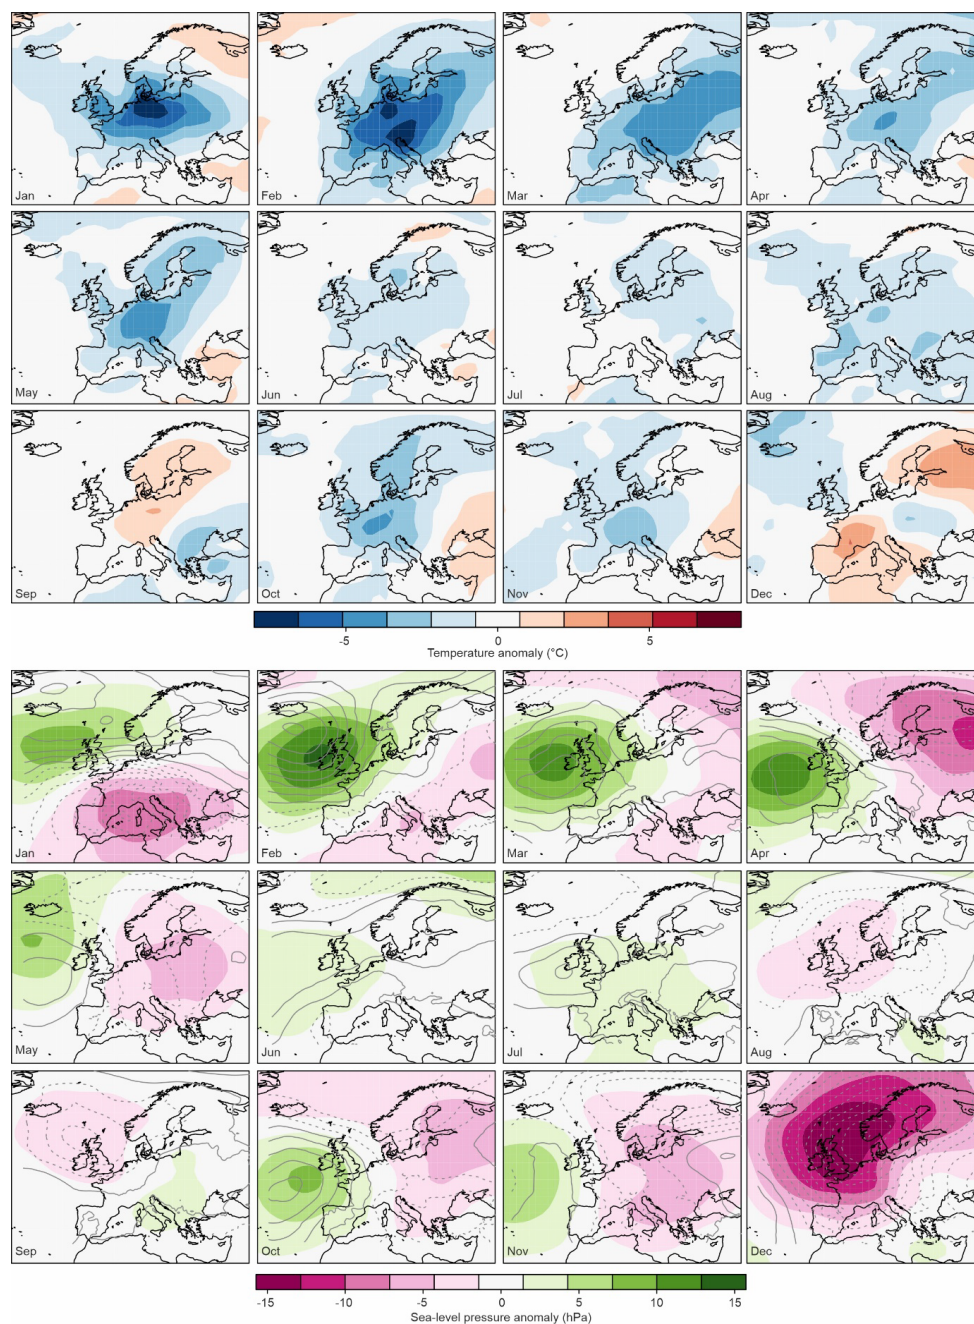 Jan Feb Mar Apr
May Jun Jul Aug
Sep Oct Nov Dec
-5 0 5
Temperature anomaly (°C)
Jan Feb Mar Apr
May Jun Jul Aug
Sep Oct Nov Dec
-15 -10 -5 0 5 10 15
Sea-level pressure anomaly (hPa)